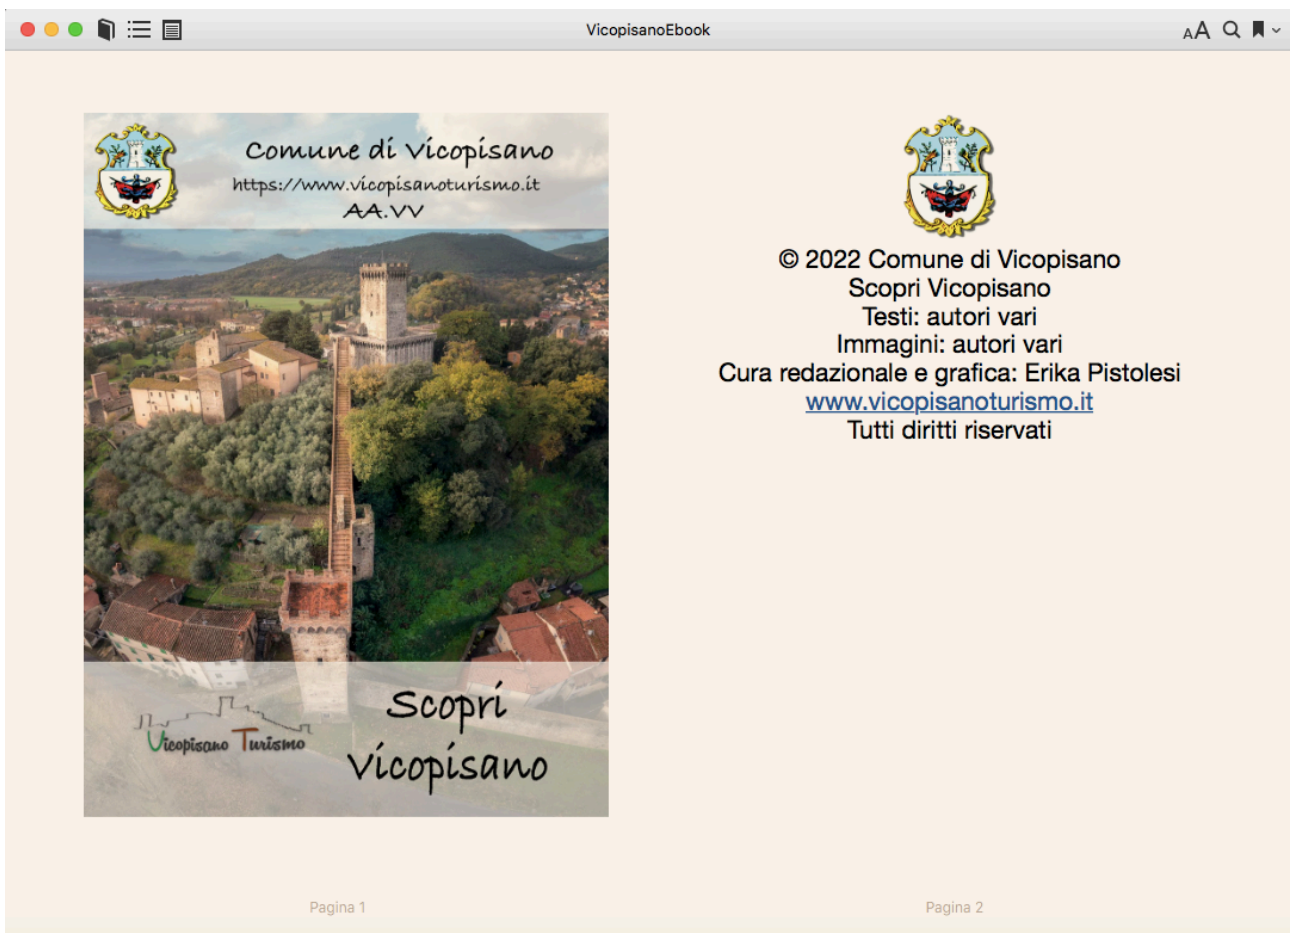 VicopisanoEbook
AA
Comune di Vicopisano
https://www.vicopisanoturismo.it
AA.VV
Vicopisano Turismo
Scopri
Vicopisano
Pagina 1
© 2022 Comune di Vicopisano
Scopri Vicopisano
Testi: autori vari
Immagini: autori vari
Cura redazionale e grafica: Erika Pistolesi
www.vicopisanoturismo.it
Tutti diritti riservati
Pagina 2